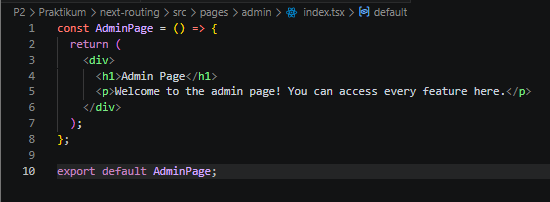 P2 > Praktikum > next-routing > src > pages > admin > index.tsx > default
1 const AdminPage = () => {
2 return (
3 <div>
4 <h1>Admin Page</h1>
5 <p>Welcome to the admin page! You can access every feature here.</p>
6 </div>
7 );
8 };
9
10 export default AdminPage;